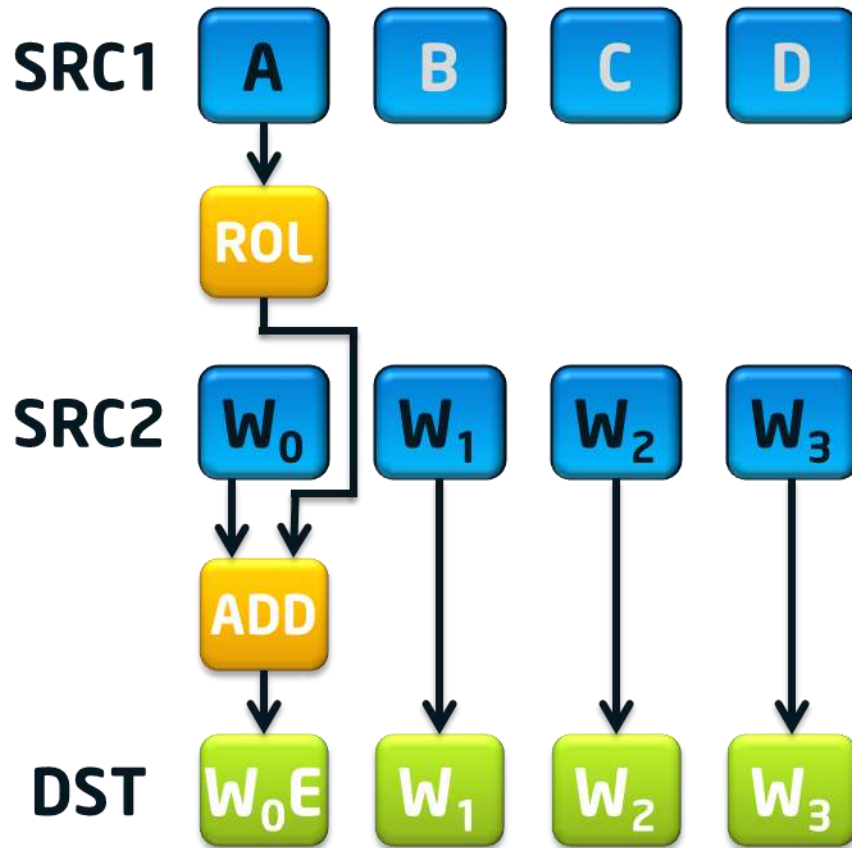 SRC1 A B C D
ROL
SRC2 W₀ W₁ W₂ W₃
ADD
DST W₀E W₁ W₂ W₃